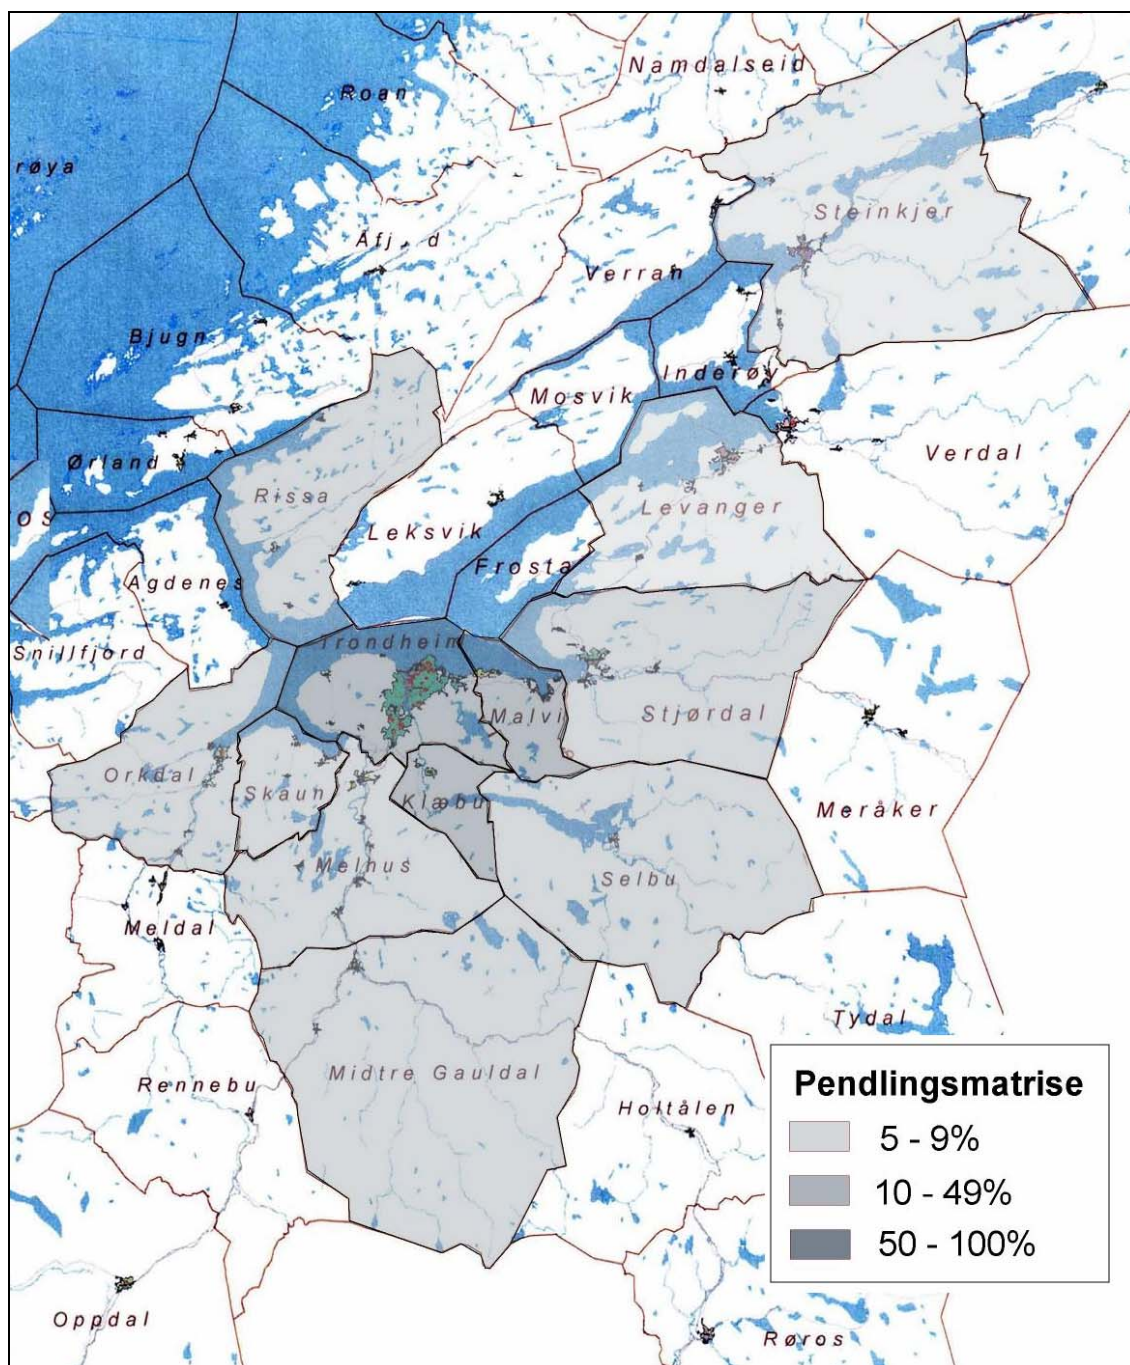 Namdalseid
Roan
røya
Steinkjer
Åfj
d
Verran
Bjugn
Inderøy
Mosvik
Verdal
Ørland
Rissa
Levanger
OS
Leksvik
Frosta
Agdenes
Trondheim
Snillfjord
Malvi
Stjørdal
Orkdal
Skaun
Klæbu
Meråker
Melhus
Selbu
Meldal
Tydal
Midtre Gauldal
Rennebu
Holtålen
Pendlingsmatrise
5 - 9%
10 - 49%
50 - 100%
Oppdal
Røros